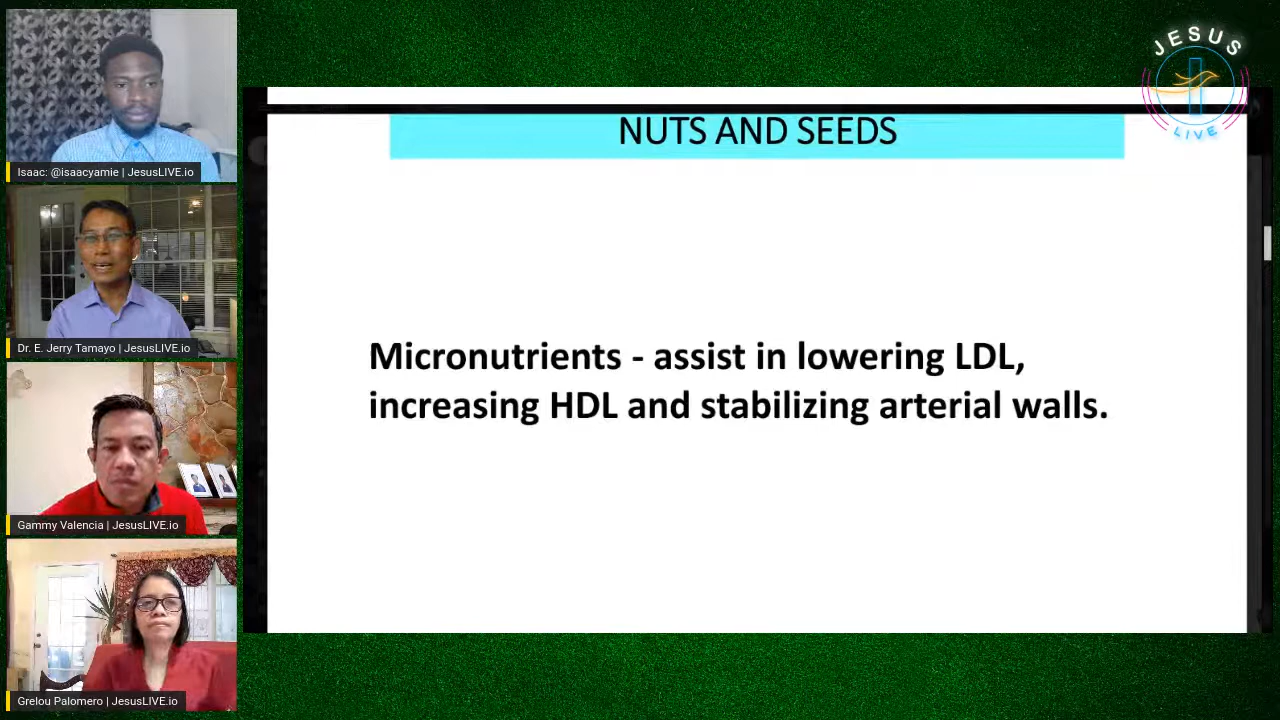 JESUS
LIVE
NUTS AND SEEDS
Micronutrients - assist in lowering LDL,
increasing HDL and stabilizing arterial walls.
Isaac: @isaacyamie | JesusLIVE.io
Dr. E. Jerry Tamayo | JesusLIVE.io
Gammy Valencia | JesusLIVE.io
Grelou Palomero | JesusLIVE.io